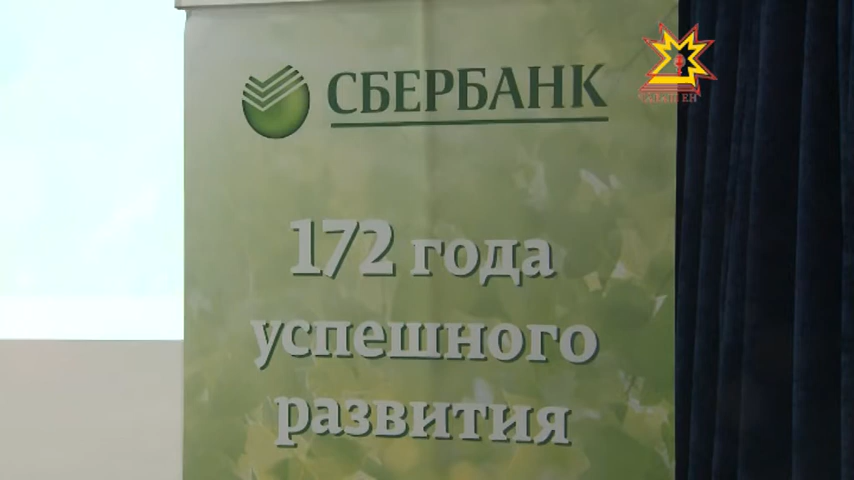 СБЕРБАНК
172 года
успешного
развития